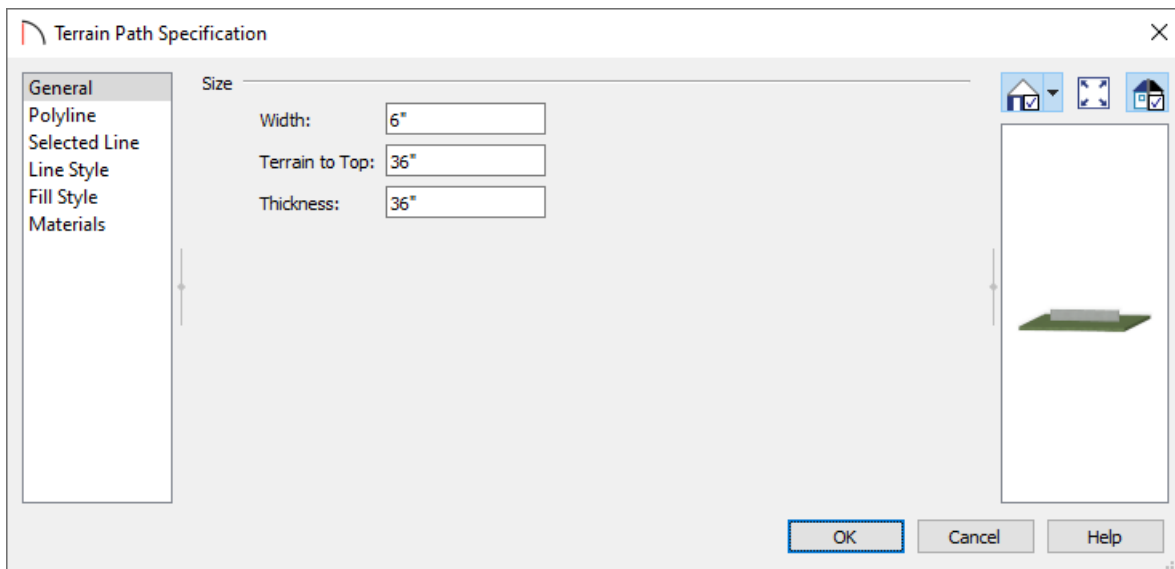 Terrain Path Specification
General
Polyline
Selected Line
Line Style
Fill Style
Materials
Size
Width: 6"
Terrain to Top: 36"
Thickness: 36"
OK Cancel Help